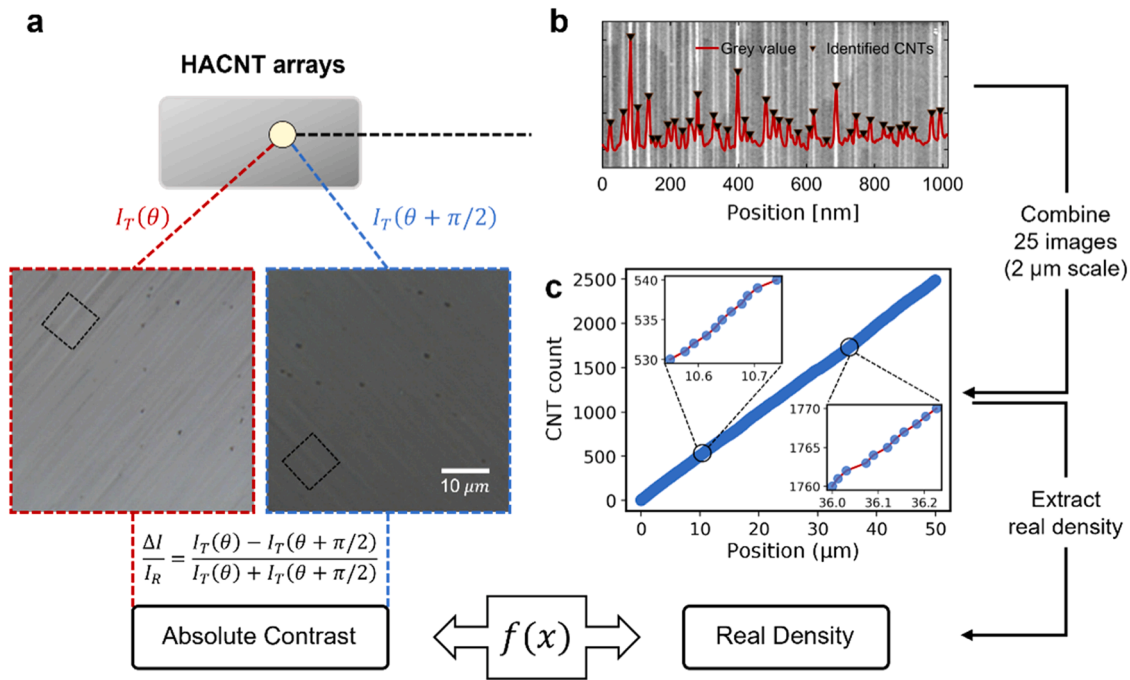 a
HACNT arrays
I_T(θ)
I_T(θ + π/2)
10 μm
ΔI/I_R = (I_T(θ) − I_T(θ + π/2))/(I_T(θ) + I_T(θ + π/2))
Absolute Contrast
f(x)
Real Density
b
Grey value
Identified CNTs
0 200 400 600 800 1000
Position [nm]
Combine
25 images
(2 μm scale)
c
CNT count
2500
2000
1500
1000
500
0
0 10 20 30 40 50
Position (μm)
540
530
10.6 10.7
1770
1765
1760
36.0 36.1 36.2
Extract
real density